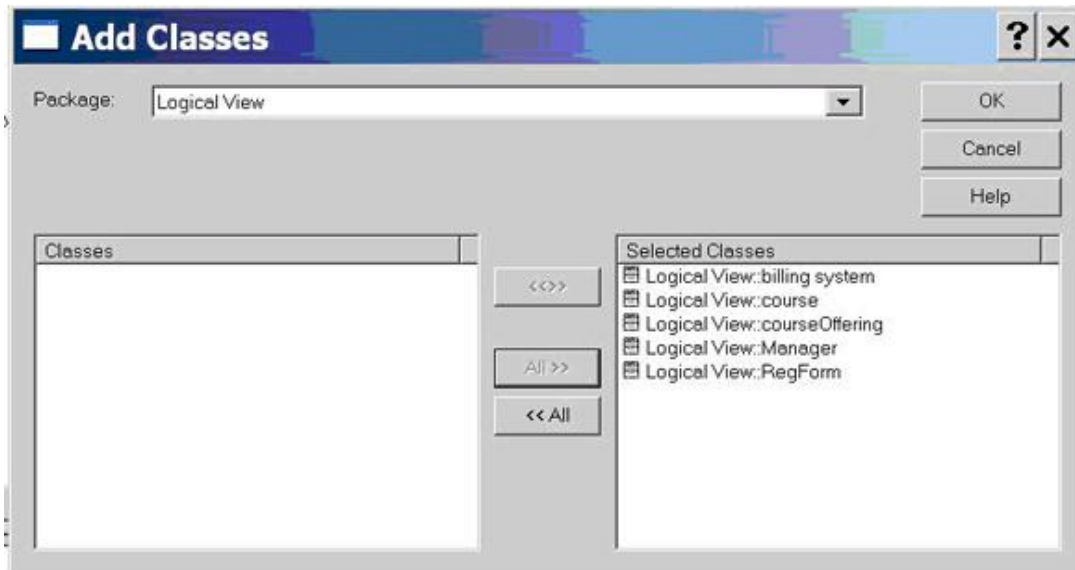 Add Classes
?
Package: Logical View
OK
Cancel
Help
Classes
<<>>
All >>
<< All
Selected Classes
Logical View::billing system
Logical View::course
Logical View::courseOffering
Logical View::Manager
Logical View::RegForm